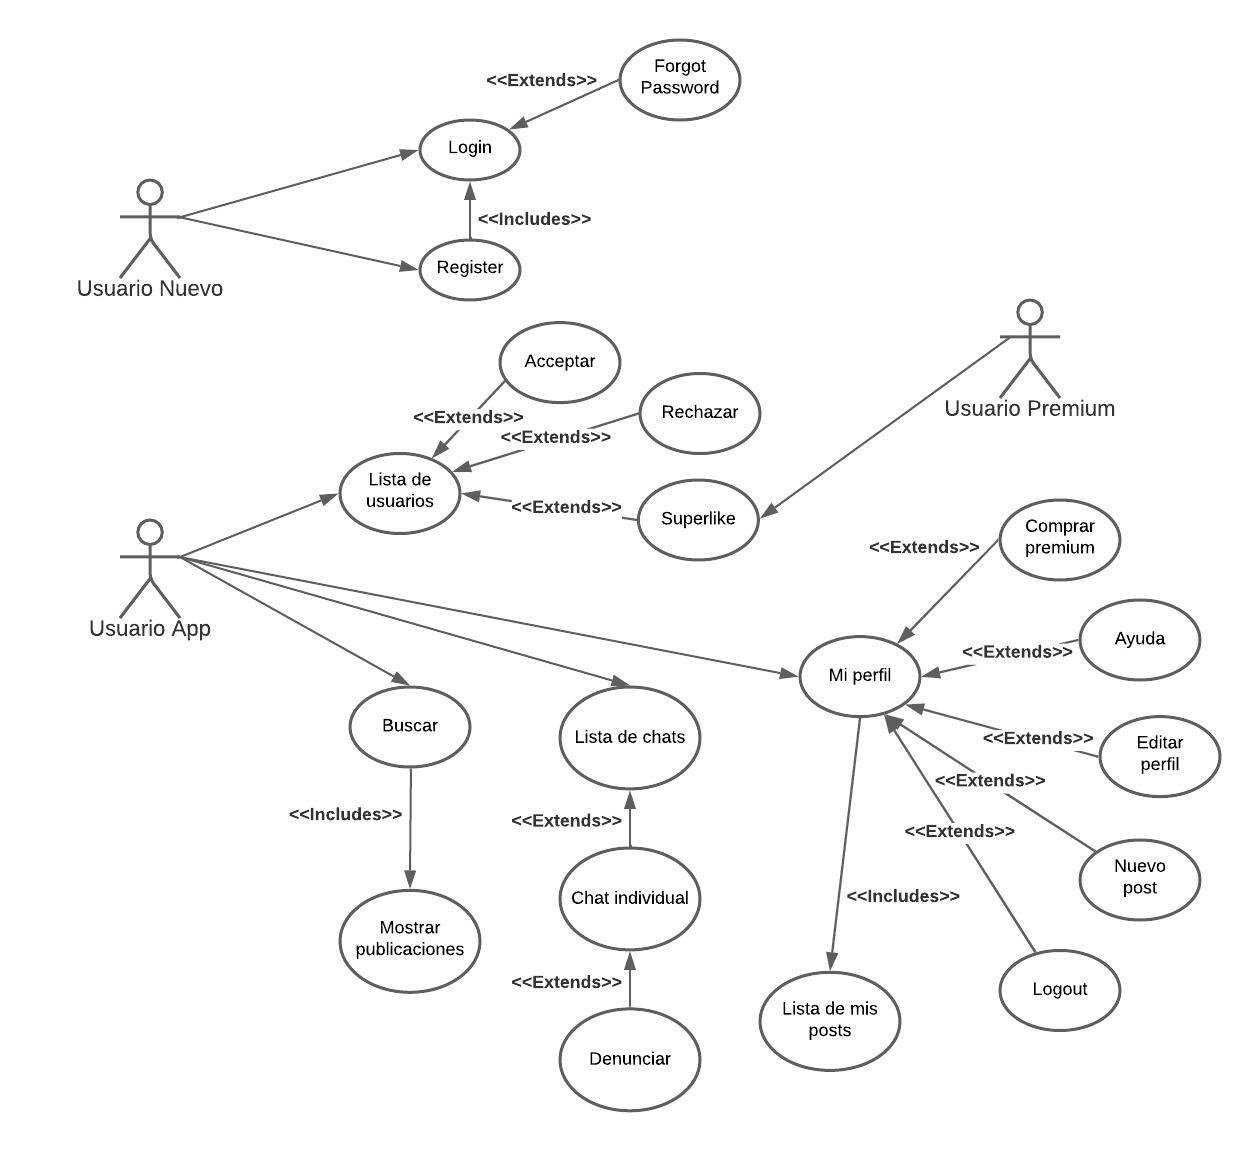 Forgot
Password
<<Extends>>
Login
<<Includes>>
Register
Usuario Nuevo
Acceptar
<<Extends>>
Rechazar
<<Extends>>
Usuario Premium
Lista de
usuarios
<<Extends>>
Superlike
Comprar
premium
<<Extends>>
Usuario App
Ayuda
<<Extends>>
Mi perfil
Buscar
Lista de chats
<<Extends>>
Editar
perfil
<<Extends>>
<<Includes>>
<<Extends>>
<<Extends>>
Nuevo
post
Chat individual
<<Includes>>
Mostrar
publicaciones
<<Extends>>
Logout
Lista de mis
posts
Denunciar